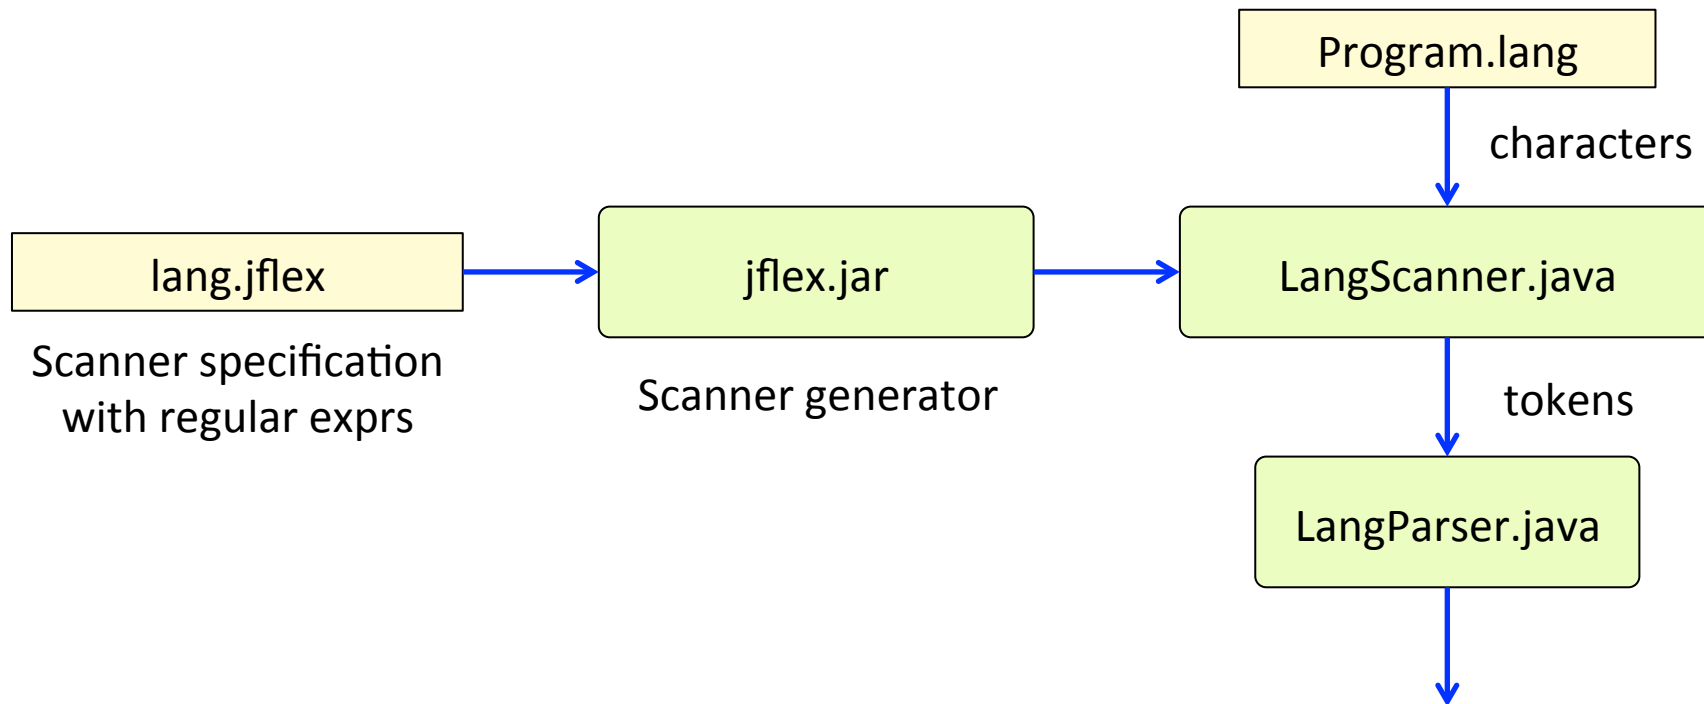 Program.lang
characters
lang.jflex
jflex.jar
LangScanner.java
Scanner specification
with regular exprs
Scanner generator
tokens
LangParser.java